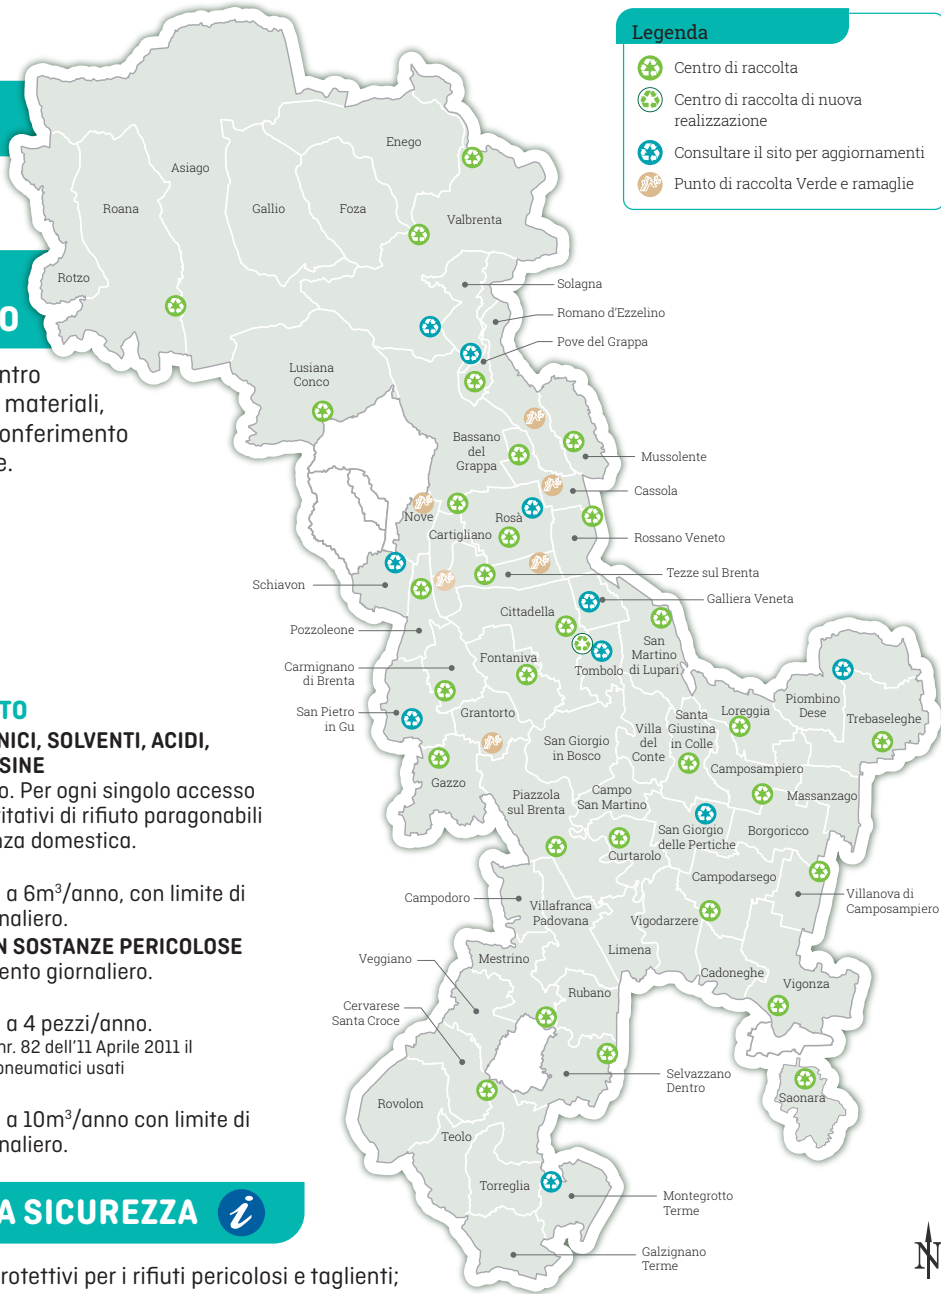 Legenda
Centro di raccolta
Centro di raccolta di nuova
realizzazione
Consultare il sito per aggiornamenti
Punto di raccolta Verde e ramaglie
Enego
Asiago
Roana
Gallio
Foza
Valbrenta
Rotzo
Solagna
Romano d'Ezzelino
Pove del Grappa
Lusiana
Conco
Bassano
del
Grappa
Mussolente
Cassola
Nove
Rosà
Cartigliano
Rossano Veneto
Tezze sul Brenta
Schiavon
Galliera Veneta
Cittadella
Pozzoleone
San
Martino
di Lupari
Fontaniva
Tombolo
Carmignano
di Brenta
San Pietro
in Gu
Grantorto
Piombino
Dese
Loreggia
Trebaseleghe
Santa
Giustina
in Colle
Villa
del
Conte
San Giorgio
in Bosco
Camposampiero
Gazzo
Massanzago
Piazzola
sul Brenta
Campo
San Martino
San Giorgio
delle Pertiche
Borgoricco
Curtarolo
Campodarsego
Villanova di
Camposampiero
Campodoro
Villafranca
Padovana
Vigodarzere
Limena
Veggiano
Mestrino
Cadoneghe
Vigonza
Rubano
Cervarese
Santa Croce
Selvazzano
Dentro
Saonara
Rovolon
Teolo
Torreglia
Montegrotto
Terme
Galzignano
Terme
N
O
ntro
materiali,
onferimento
e.
TO
NICI, SOLVENTI, ACIDI,
SINE
o. Per ogni singolo accesso
titativi di rifiuto paragonabili
nza domestica.
a 6m³/anno, con limite di
naliero.
N SOSTANZE PERICOLOSE
ento giornaliero.
a 4 pezzi/anno.
nr. 82 dell'11 Aprile 2011 il
pneumatici usati
a 10m³/anno con limite di
naliero.
A SICUREZZA i
rotettivi per i rifiuti pericolosi e taglienti;